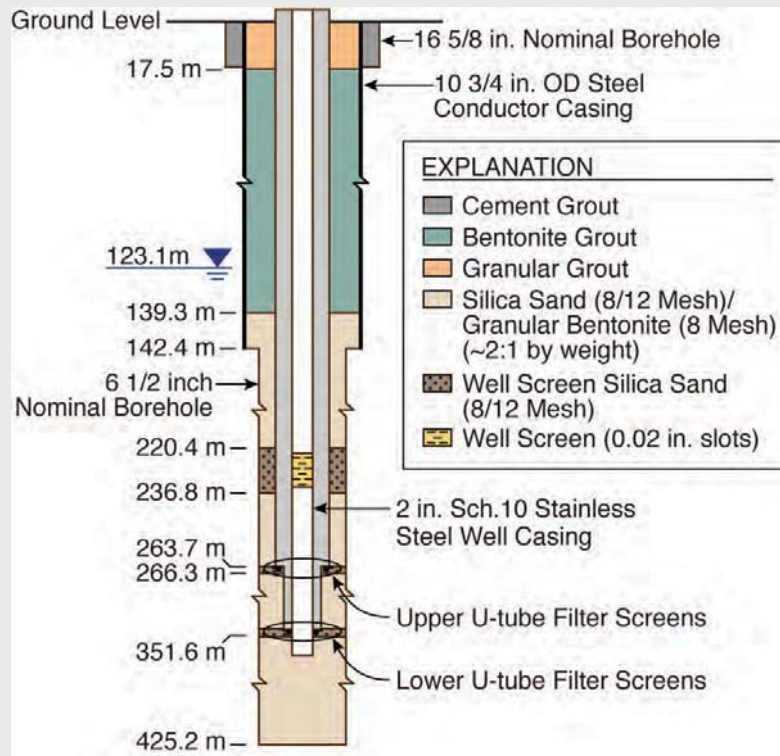 Ground Level
16 5/8 in. Nominal Borehole
17.5 m
10 3/4 in. OD Steel
Conductor Casing
EXPLANATION
Cement Grout
Bentonite Grout
Granular Grout
Silica Sand (8/12 Mesh)/
Granular Bentonite (8 Mesh)
(~2:1 by weight)
Well Screen Silica Sand
(8/12 Mesh)
Well Screen (0.02 in. slots)
123.1m
139.3 m
142.4 m
6 1/2 inch
Nominal Borehole
220.4 m
236.8 m
2 in. Sch.10 Stainless
Steel Well Casing
263.7 m
266.3 m
Upper U-tube Filter Screens
351.6 m
Lower U-tube Filter Screens
425.2 m